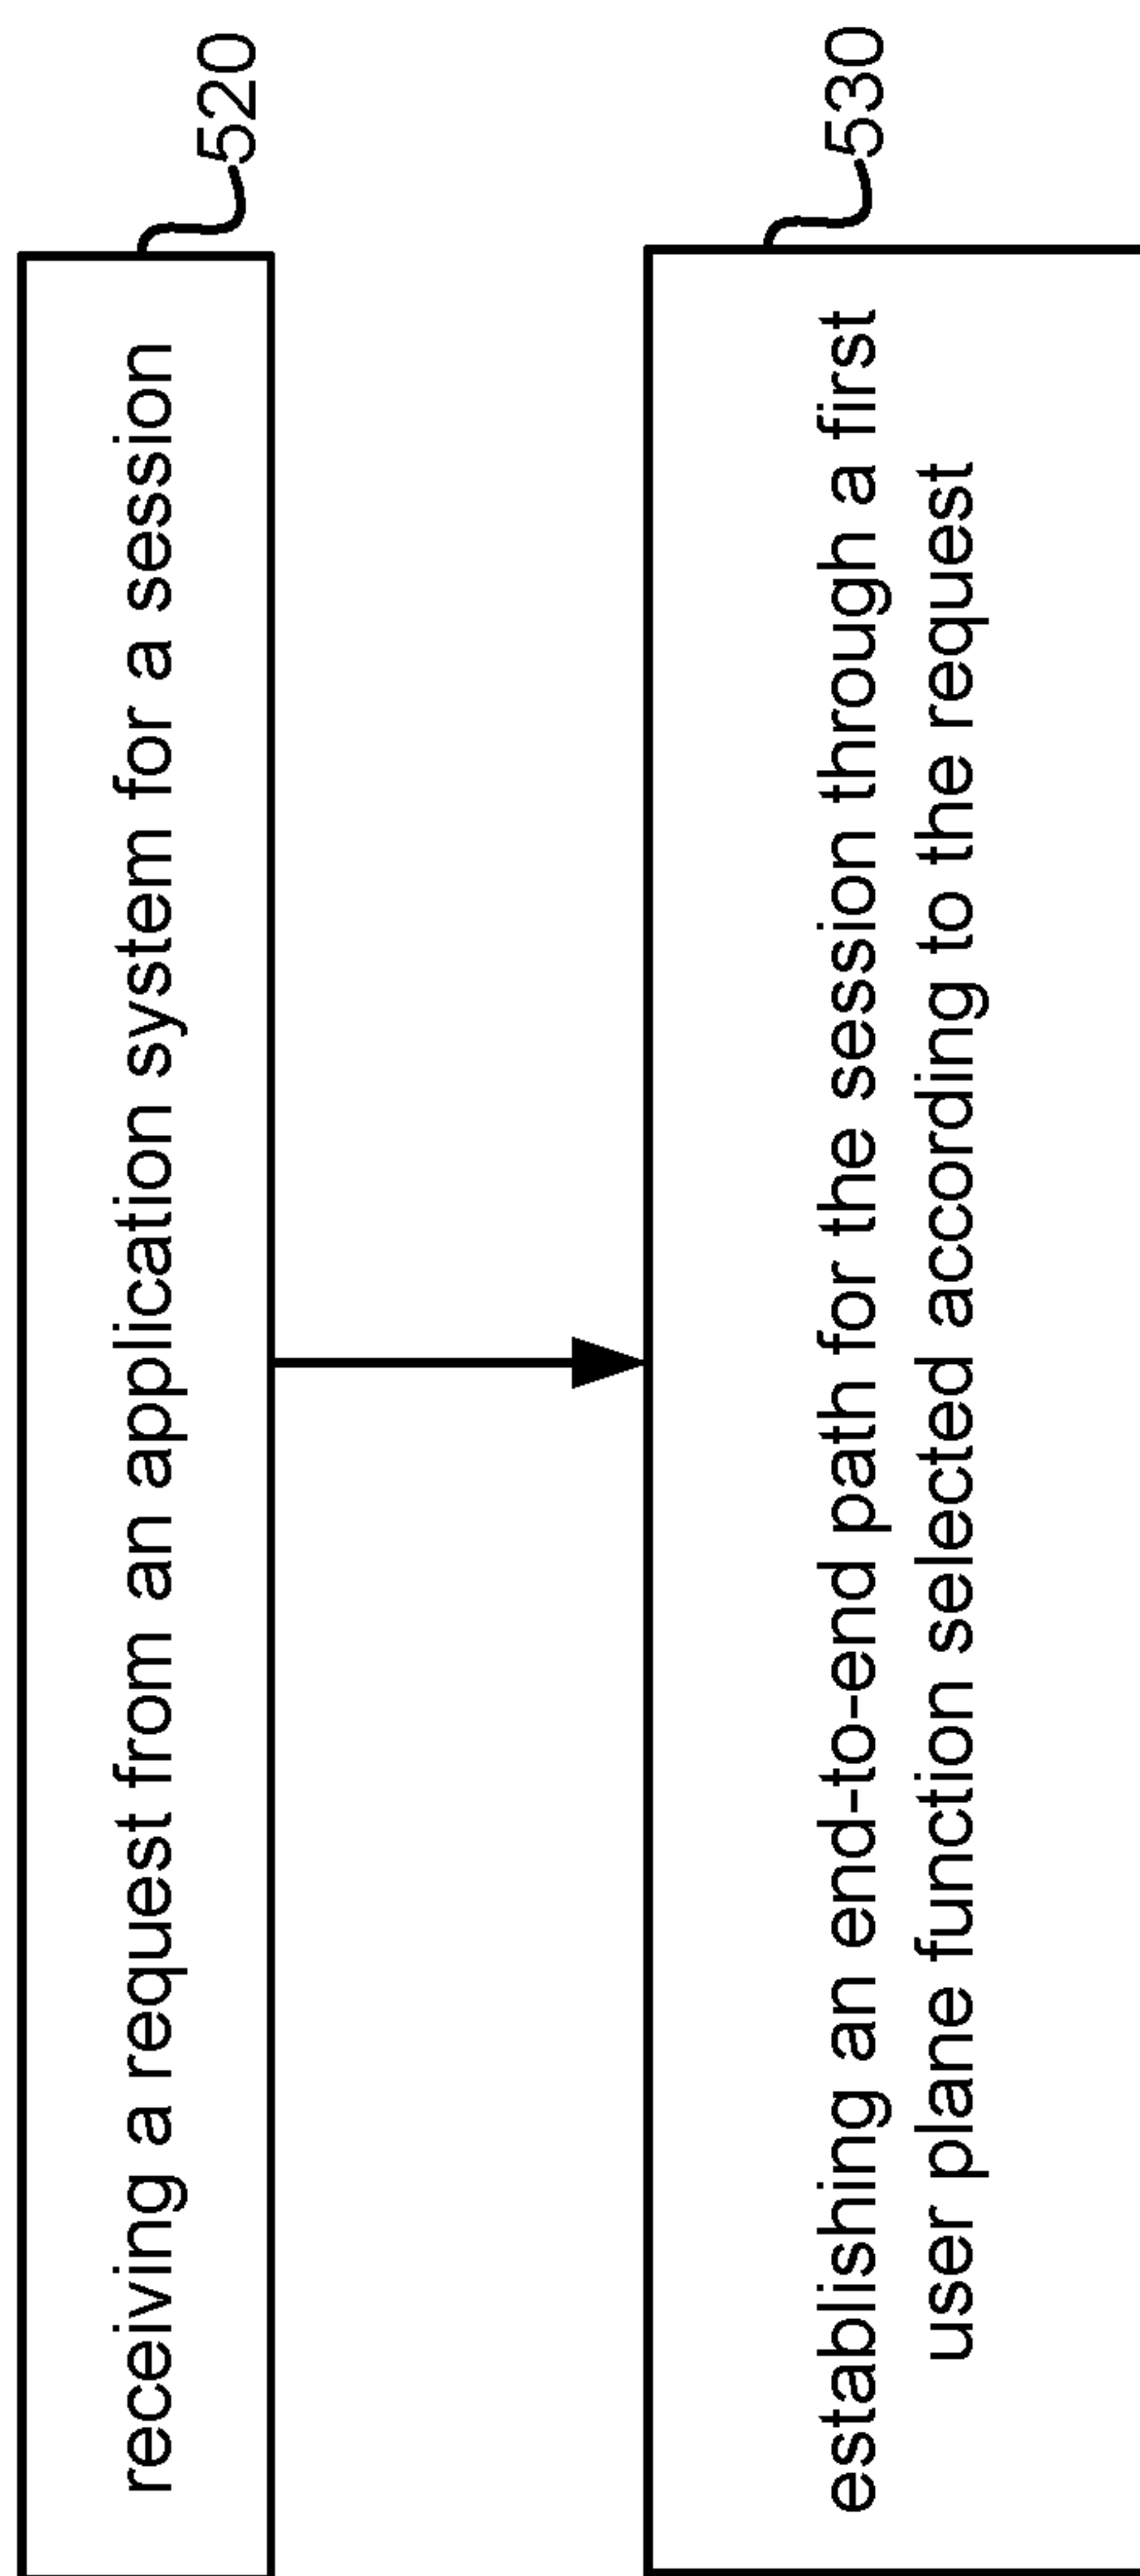 receiving a request from an application system for a session
520
establishing an end-to-end path for the session through a first
user plane function selected according to the request
530